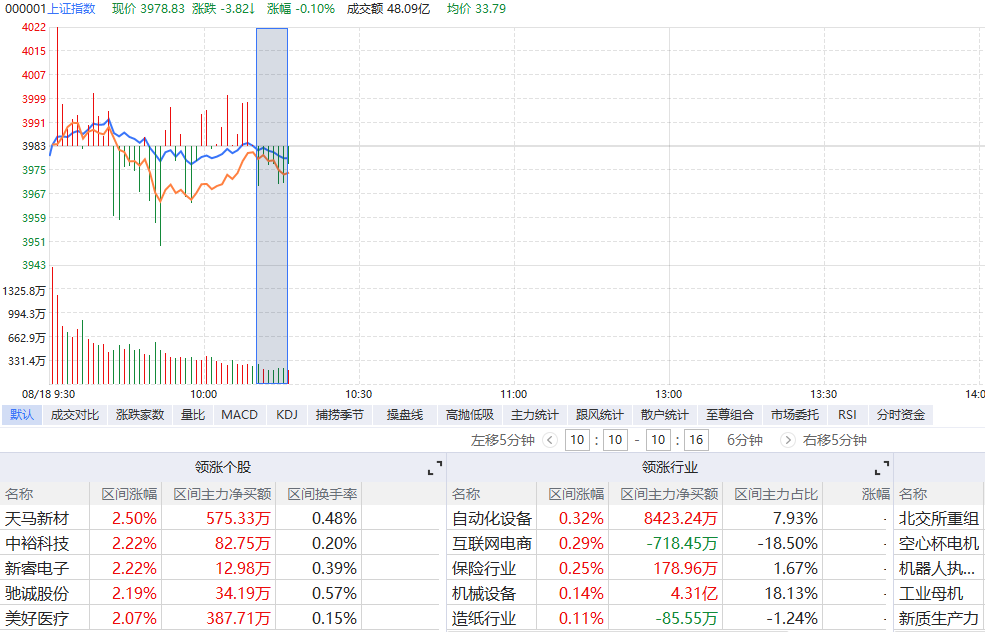 000001上证指数 现价 3978.83 涨跌 -3.82↓ 涨幅 -0.10% 成交额 48.09亿 均价 33.79
4022
4015
4007
3999
3991
3983
3975
3967
3959
3951
3943
1325.8万
994.3万
662.9万
331.4万
08/18 9:30 10:00 10:30 11:00 13:00 13:30 14:0
默认 成交对比 涨跌家数 量比 MACD KDJ 捕捞季节 操盘线 高抛低吸 主力统计 跟风统计 散户统计 至尊组合 市场委托 RSI 分时资金
左移5分钟 10 : 10 - 10 : 16 6分钟 右移5分钟
领涨个股 领涨行业
名称 区间涨幅 区间主力净买额 区间换手率 名称 区间涨幅 区间主力净买额 区间主力占比 涨幅 名称
天马新材 2.50% 575.33万 0.48% 自动化设备 0.32% 8423.24万 7.93% - 北交所重组
中裕科技 2.22% 82.75万 0.20% 互联网电商 0.29% -718.45万 -18.50% - 空心杯电机
新睿电子 2.22% 12.98万 0.39% 保险行业 0.25% 178.96万 1.67% - 机器人执...
驰诚股份 2.19% 34.19万 0.57% 机械设备 0.14% 4.31亿 18.13% - 工业母机
美好医疗 2.07% 387.71万 0.15% 造纸行业 0.11% -85.55万 -1.24% - 新质生产力